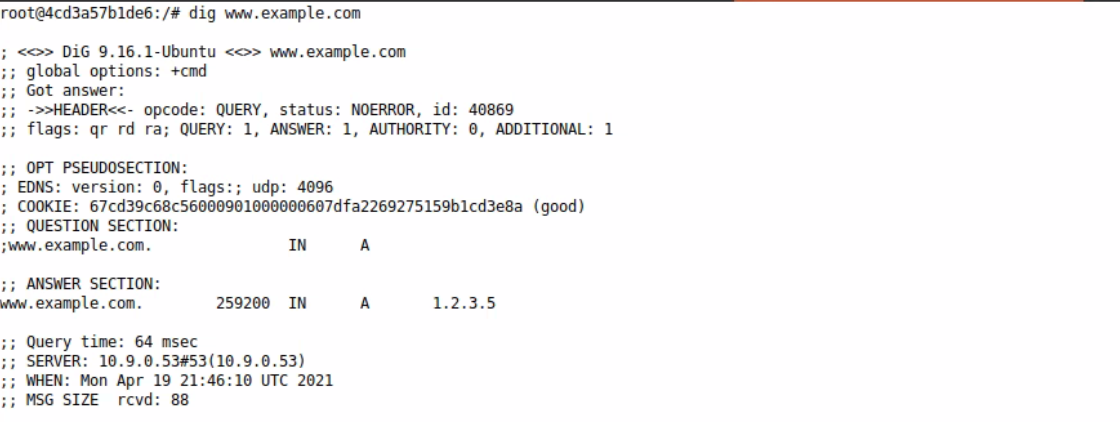 root@4cd3a57b1de6:/# dig www.example.com
; <<>> DiG 9.16.1-Ubuntu <<>> www.example.com
;; global options: +cmd
;; Got answer:
;; ->>HEADER<<- opcode: QUERY, status: NOERROR, id: 40869
;; flags: qr rd ra; QUERY: 1, ANSWER: 1, AUTHORITY: 0, ADDITIONAL: 1
;; OPT PSEUDOSECTION:
; EDNS: version: 0, flags:; udp: 4096
; COOKIE: 67cd39c68c56000901000000607dfa2269275159b1cd3e8a (good)
;; QUESTION SECTION:
;www.example.com. IN A
;; ANSWER SECTION:
www.example.com. 259200 IN A 1.2.3.5
;; Query time: 64 msec
;; SERVER: 10.9.0.53#53(10.9.0.53)
;; WHEN: Mon Apr 19 21:46:10 UTC 2021
;; MSG SIZE rcvd: 88